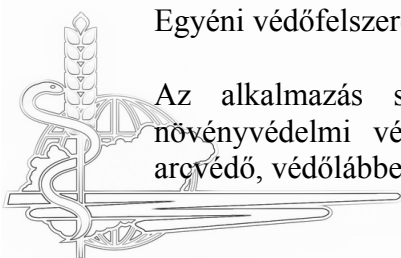 Egyéni védőfelszer
Az alkalmazás s
növényvédelmi vé
arcvédő, védőlábbe